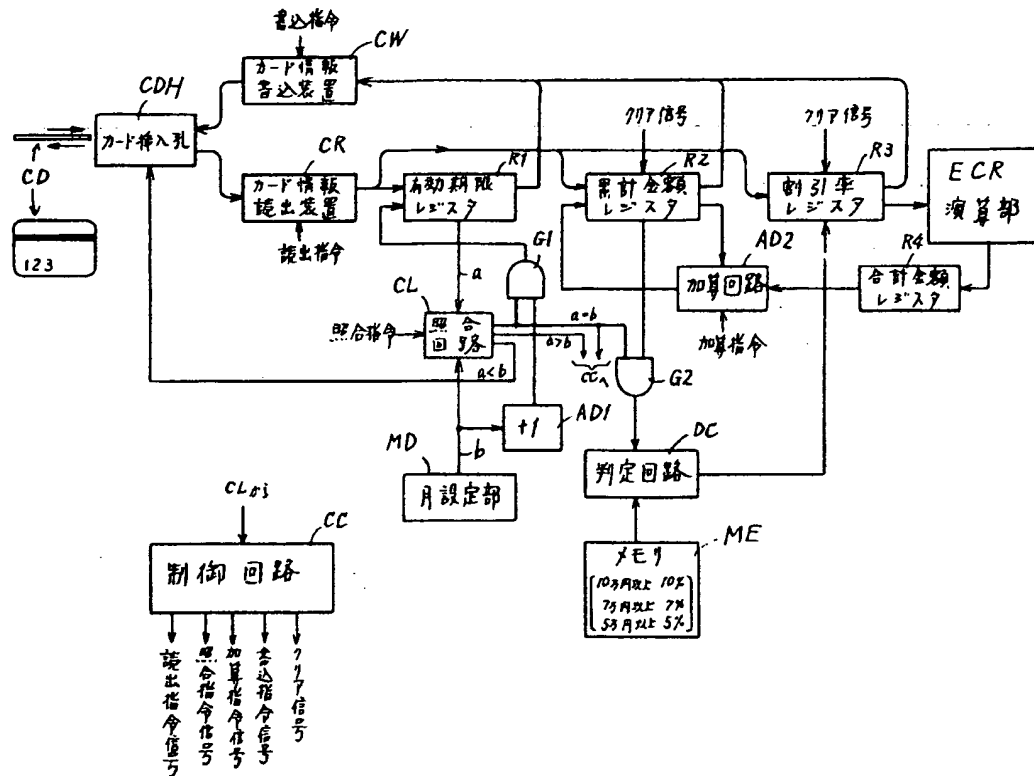 書込指令
CW
カード情報
書込装置
CDH
カード挿入孔
CD
123
CR
カード情報
読出装置
読出指令
R1
有効期限
レジスタ
クリア信号
R2
累計金額
レジスタ
クリア信号
R3
割引率
レジスタ
ECR
演算部
R4
合計金額
レジスタ
AD2
加算回路
加算指令
G1
a
CL
照合
回路
照合指令
a=b
a>b
a<b
CCへ
G2
AD1
+1
b
MD
月設定部
DC
判定回路
ME
メモリ
10万円以上 10%
7万円以上 7%
5万円以上 5%
CLから
CC
制御回路
読出指令信号
照合指令信号
加算指令信号
書込指令信号
クリア信号